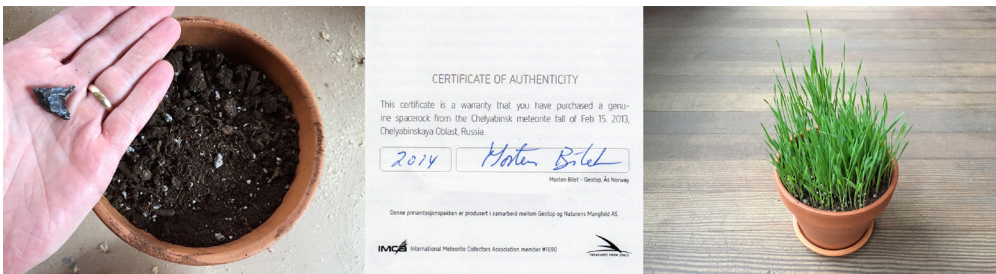 CERTIFICATE OF AUTHENTICITY
This certificate is a warranty that you have purchased a genu-
ine spacerock from the Chelyabinsk meteorite fall of Feb 15. 2013,
Chelyabinskaya Oblast, Russia.
2014 Morten Bilet
Morten Bilet - Geotop, Ås Norway
Denne presentasjonspakken er produsert i samarbeid mellom Geotop og Naturens Mangfold AS.
IMCA International Meteorite Collectors Association member #1690
TREASURES FROM SPACE